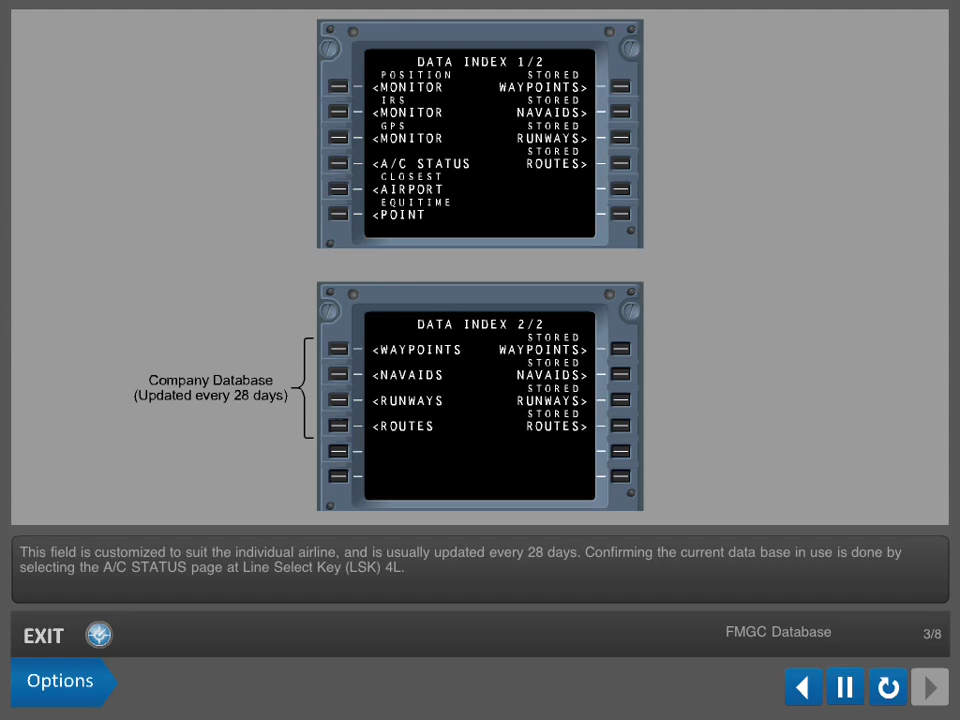 DATA INDEX 1/2
POSITION STORED
<MONITOR WAYPOINTS>
IRS STORED
<MONITOR NAVAIDS>
GPS STORED
<MONITOR RUNWAYS>
STORED
<A/C STATUS ROUTES>
CLOSEST
<AIRPORT
EQUITIME
<POINT
DATA INDEX 2/2
STORED
<WAYPOINTS WAYPOINTS>
STORED
<NAVAIDS NAVAIDS>
STORED
<RUNWAYS RUNWAYS>
STORED
<ROUTES ROUTES>
Company Database
(Updated every 28 days)
This field is customized to suit the individual airline, and is usually updated every 28 days. Confirming the current data base in use is done by
selecting the A/C STATUS page at Line Select Key (LSK) 4L.
EXIT FMGC Database 3/8
Options